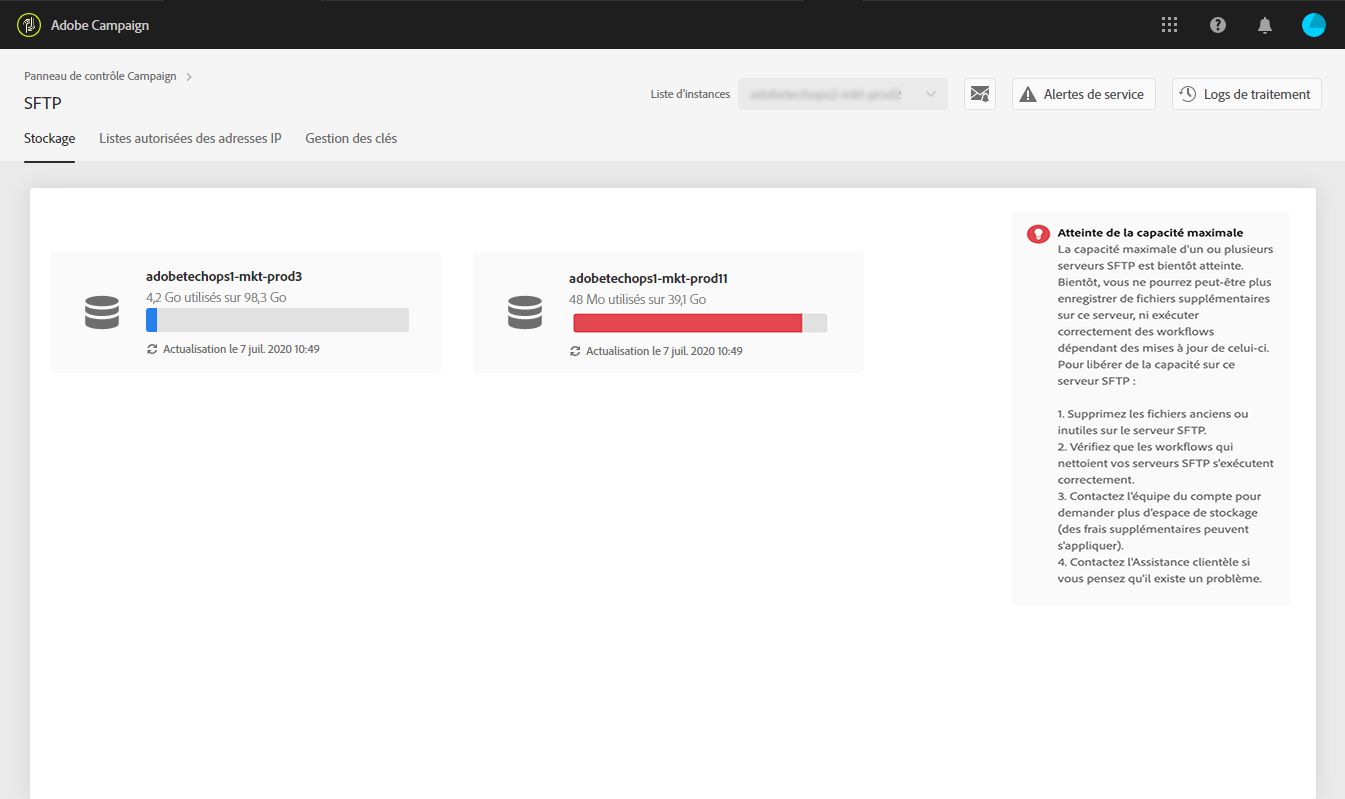 Adobe Campaign
Panneau de contrôle Campaign
SFTP
Liste d'instances
Alertes de service
Logs de traitement
Stockage
Listes autorisées des adresses IP
Gestion des clés
adobetechops1-mkt-prod3
4,2 Go utilisés sur 98,3 Go
Actualisation le 7 juil. 2020 10:49
adobetechops1-mkt-prod11
48 Mo utilisés sur 39,1 Go
Actualisation le 7 juil. 2020 10:49
Atteinte de la capacité maximale
La capacité maximale d'un ou plusieurs
serveurs SFTP est bientôt atteinte.
Bientôt, vous ne pourrez peut-être plus
enregistrer de fichiers supplémentaires
sur ce serveur, ni exécuter
correctement des workflows
dépendant des mises à jour de celui-ci.
Pour libérer de la capacité sur ce
serveur SFTP :
1. Supprimez les fichiers anciens ou
inutiles sur le serveur SFTP.
2. Vérifiez que les workflows qui
nettoient vos serveurs SFTP s'exécutent
correctement.
3. Contactez l'équipe du compte pour
demander plus d'espace de stockage
(des frais supplémentaires peuvent
s'appliquer).
4. Contactez l'Assistance clientèle si
vous pensez qu'il existe un problème.